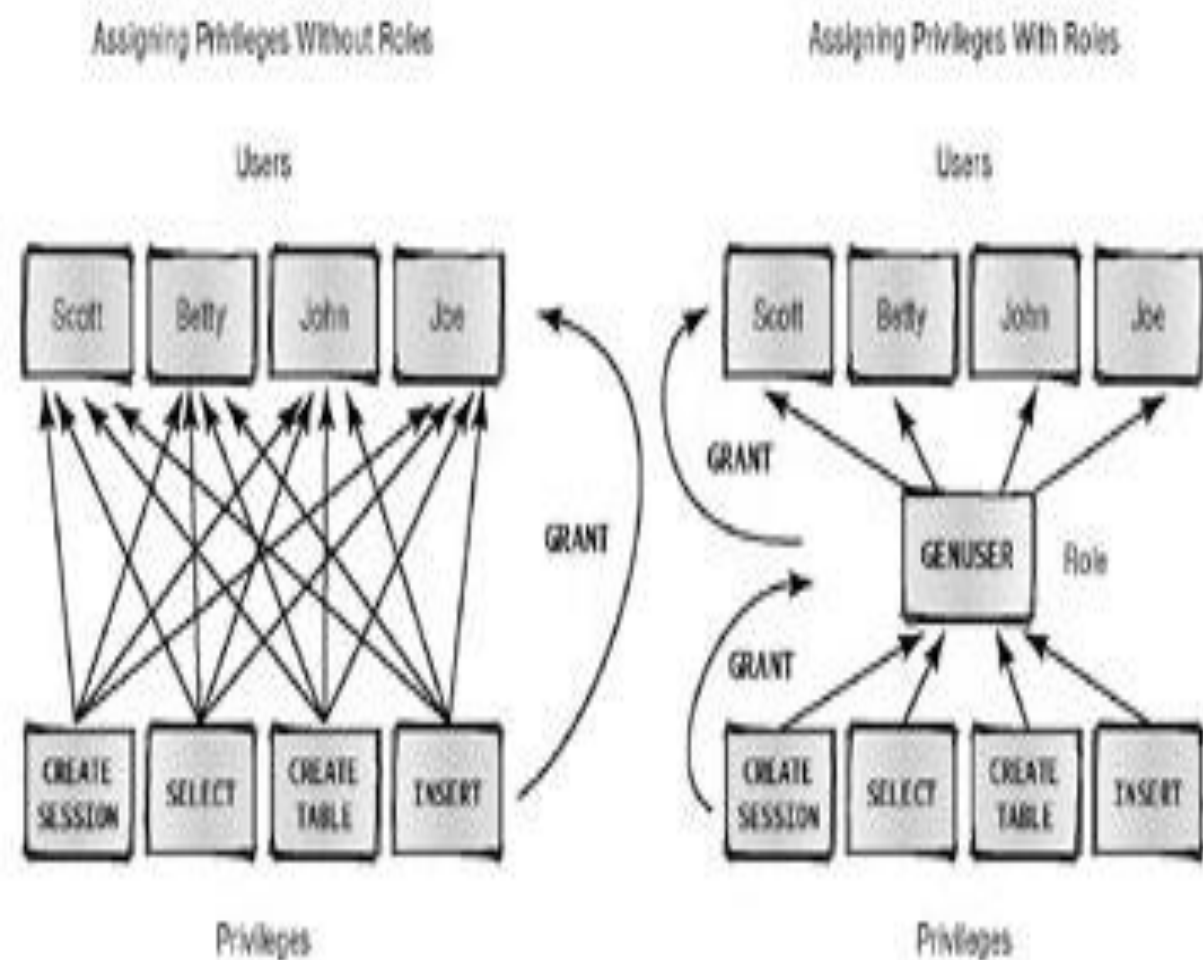 Assigning Privileges Without Roles
Users
Scott
Betty
John
Joe
GRANT
CREATE
SESSION
SELECT
CREATE
TABLE
INSERT
Privileges
Assigning Privileges With Roles
Users
Scott
Betty
John
Joe
GRANT
GENUSER
Role
GRANT
CREATE
SESSION
SELECT
CREATE
TABLE
INSERT
Privileges